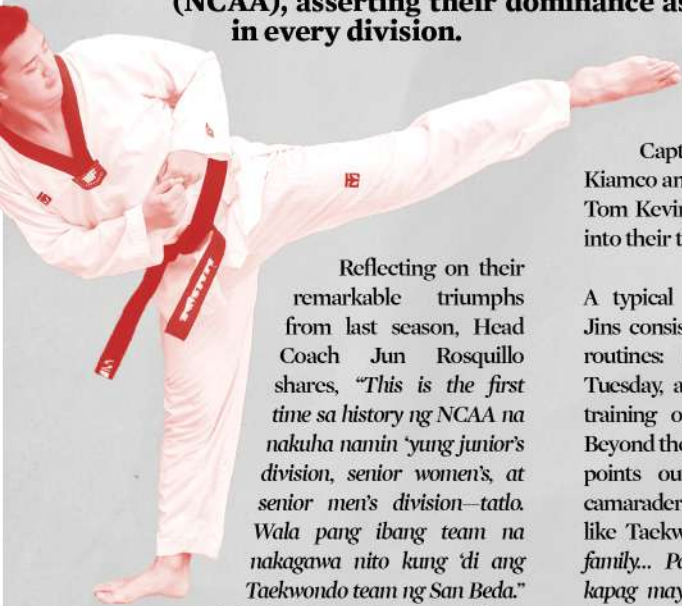 (NCAA), asserting their dominance as
in every division.
Reflecting on their
remarkable triumphs
from last season, Head
Coach Jun Rosquillo
shares, “This is the first
time sa history ng NCAA na
nakuha namin ‘yung junior’s
division, senior women’s, at
senior men’s division—tatlo.
Wala pang ibang team na
nakagawa nito kung ‘di ang
Taekwondo team ng San Beda.”
Capt
Kiamco an
Tom Kevin
into their t
A typical
Jins consis
routines:
Tuesday, a
training o
Beyond the
points ou
camarader
like Taekw
family... Pa
kapag may